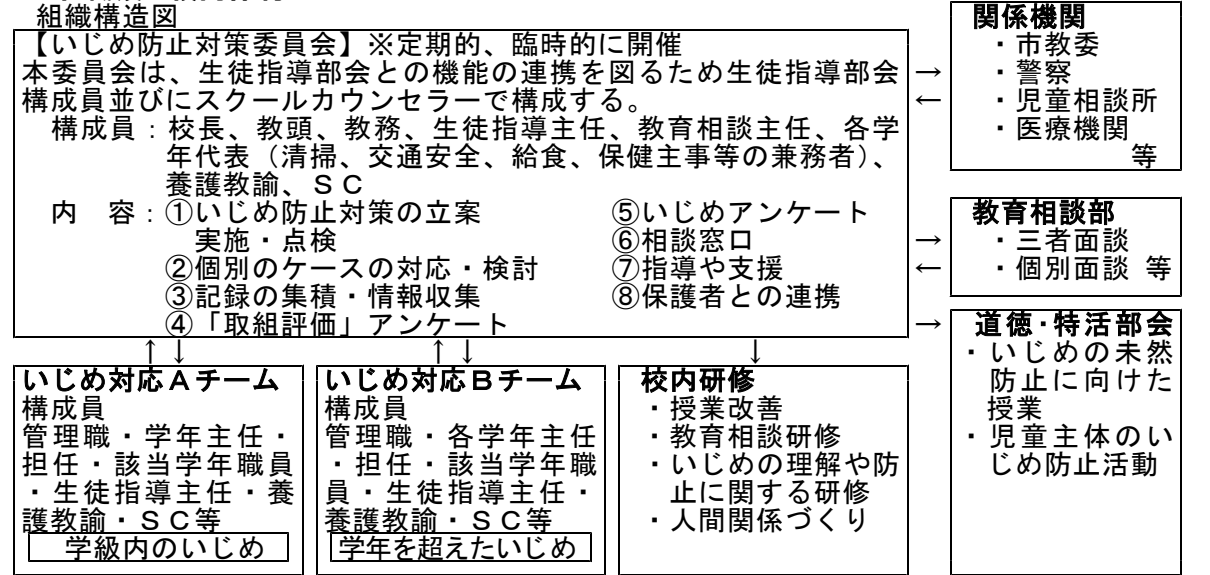 組織構造図
【いじめ防止対策委員会】※定期的、臨時的に開催
本委員会は、生徒指導部会との機能の連携を図るため生徒指導部会
構成員並びにスクールカウンセラーで構成する。
構成員：校長、教頭、教務、生徒指導主任、教育相談主任、各学
年代表（清掃、交通安全、給食、保健主事等の兼務者）、
養護教諭、ＳＣ
内　容：①いじめ防止対策の立案
実施・点検
②個別のケースの対応・検討
③記録の集積・情報収集
④「取組評価」アンケート
⑤いじめアンケート
⑥相談窓口
⑦指導や支援
⑧保護者との連携
→
←
関係機関
・市教委
・警察
・児童相談所
・医療機関
等
→
←
教育相談部
・三者面談
・個別面談 等
→
道徳・特活部会
・いじめの未然
防止に向けた
授業
・児童主体のい
じめ防止活動
↑↓
いじめ対応Ａチーム
構成員
管理職・学年主任・
担任・該当学年職員
・生徒指導主任・養
護教諭・ＳＣ等
学級内のいじめ
↑↓
いじめ対応Ｂチーム
構成員
管理職・各学年主任
・担任・該当学年職
員・生徒指導主任・
養護教諭・ＳＣ等
学年を超えたいじめ
↓
校内研修
・授業改善
・教育相談研修
・いじめの理解や防
止に関する研修
・人間関係づくり